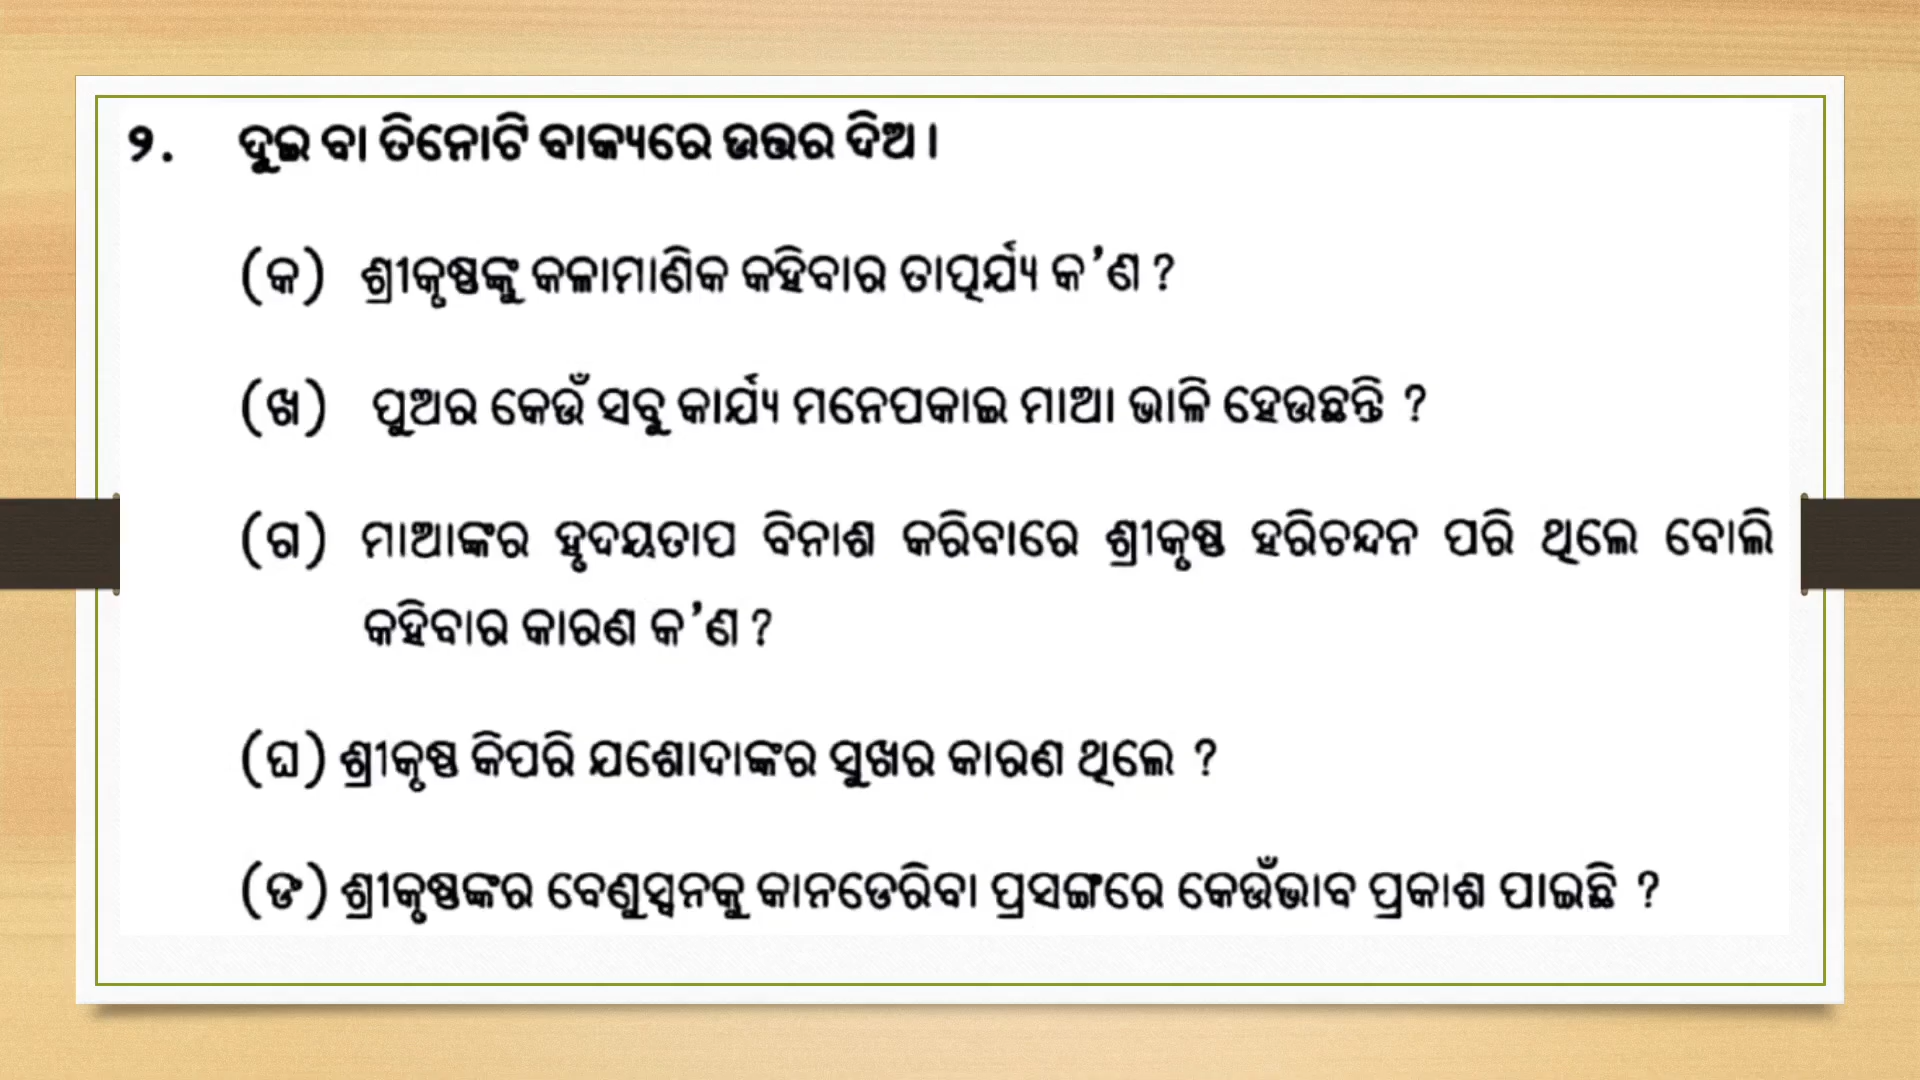 ୨. ଦୁଇ ବା ତିନୋଟି ବାକ୍ୟରେ ଉତ୍ତର ଦିଅ।
(କ) ଶ୍ରୀକୃଷ୍ଣଙ୍କୁ କଳାମାଣିକ କହିବାର ତାତ୍ପର୍ଯ୍ୟ କ'ଣ ?
(ଖ) ପୁଅର କେଉଁ ସବୁ କାର୍ଯ୍ୟ ମନେପକାଇ ମାଆ ଭାଳି ହେଉଛନ୍ତି ?
(ଗ) ମାଆଙ୍କର ହୃଦୟତାପ ବିନାଶ କରିବାରେ ଶ୍ରୀକୃଷ୍ଣ ହରିଚନ୍ଦନ ପରି ଥିଲେ ବୋଲି
କହିବାର କାରଣ କ'ଣ ?
(ଘ) ଶ୍ରୀକୃଷ୍ଣ କିପରି ଯଶୋଦାଙ୍କର ସୁଖର କାରଣ ଥିଲେ ?
(ଙ) ଶ୍ରୀକୃଷ୍ଣଙ୍କର ବେଣୁସ୍ୱନକୁ କାନଡେରିବା ପ୍ରସଙ୍ଗରେ କେଉଁଭାବ ପ୍ରକାଶ ପାଇଛି ?